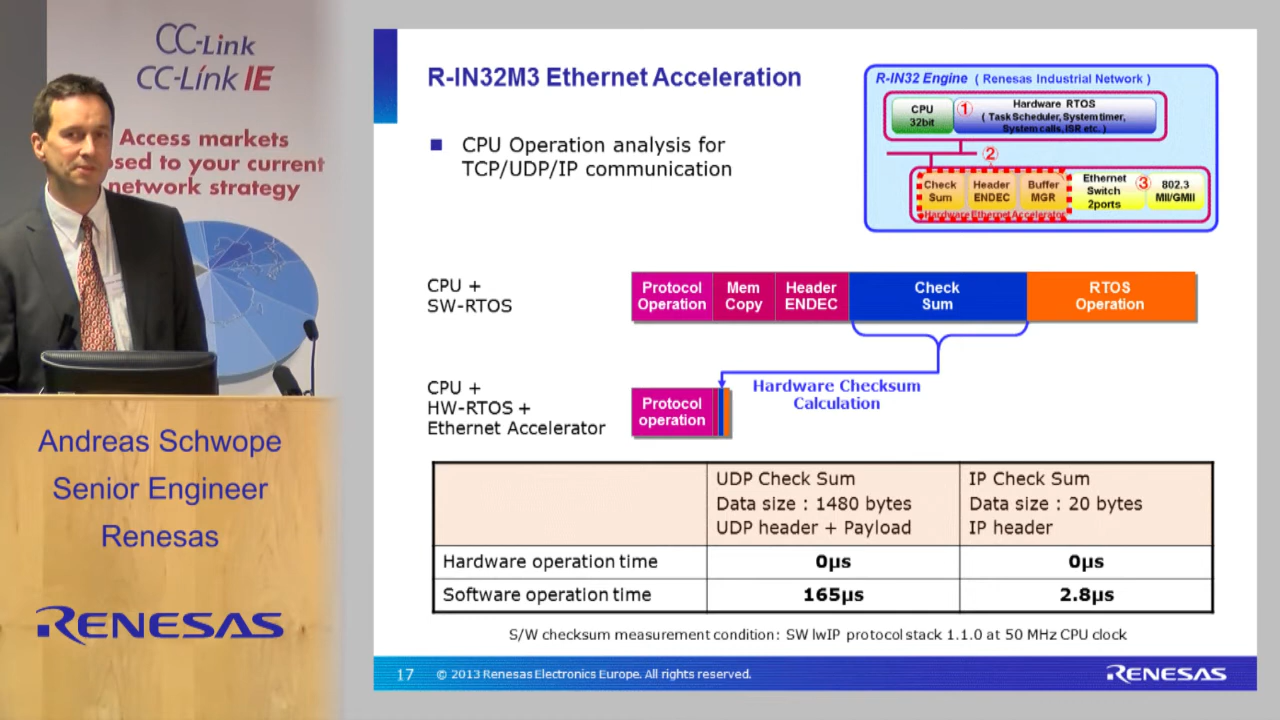 CC-Link
CC-Link IE
Access markets
osed to your current
network strategy
Andreas Schwope
Senior Engineer
Renesas
RENESAS
R-IN32M3 Ethernet Acceleration
CPU Operation analysis for
TCP/UDP/IP communication
R-IN32 Engine ( Renesas Industrial Network )
CPU
32bit
1
Hardware RTOS
( Task Scheduler, System timer,
System calls, ISR etc. )
2
Check
Sum
Header
ENDEC
Buffer
MGR
Hardware Ethernet Accelerator
Ethernet
Switch
2ports
3
802.3
MII/GMII
CPU +
SW-RTOS
Protocol
Operation
Mem
Copy
Header
ENDEC
Check
Sum
RTOS
Operation
CPU +
HW-RTOS +
Ethernet Accelerator
Protocol
operation
Hardware Checksum
Calculation
UDP Check Sum
Data size : 1480 bytes
UDP header + Payload
IP Check Sum
Data size : 20 bytes
IP header
Hardware operation time 0µs 0µs
Software operation time 165µs 2.8µs
S/W checksum measurement condition: SW lwIP protocol stack 1.1.0 at 50 MHz CPU clock
17 © 2013 Renesas Electronics Europe. All rights reserved.
RENESAS